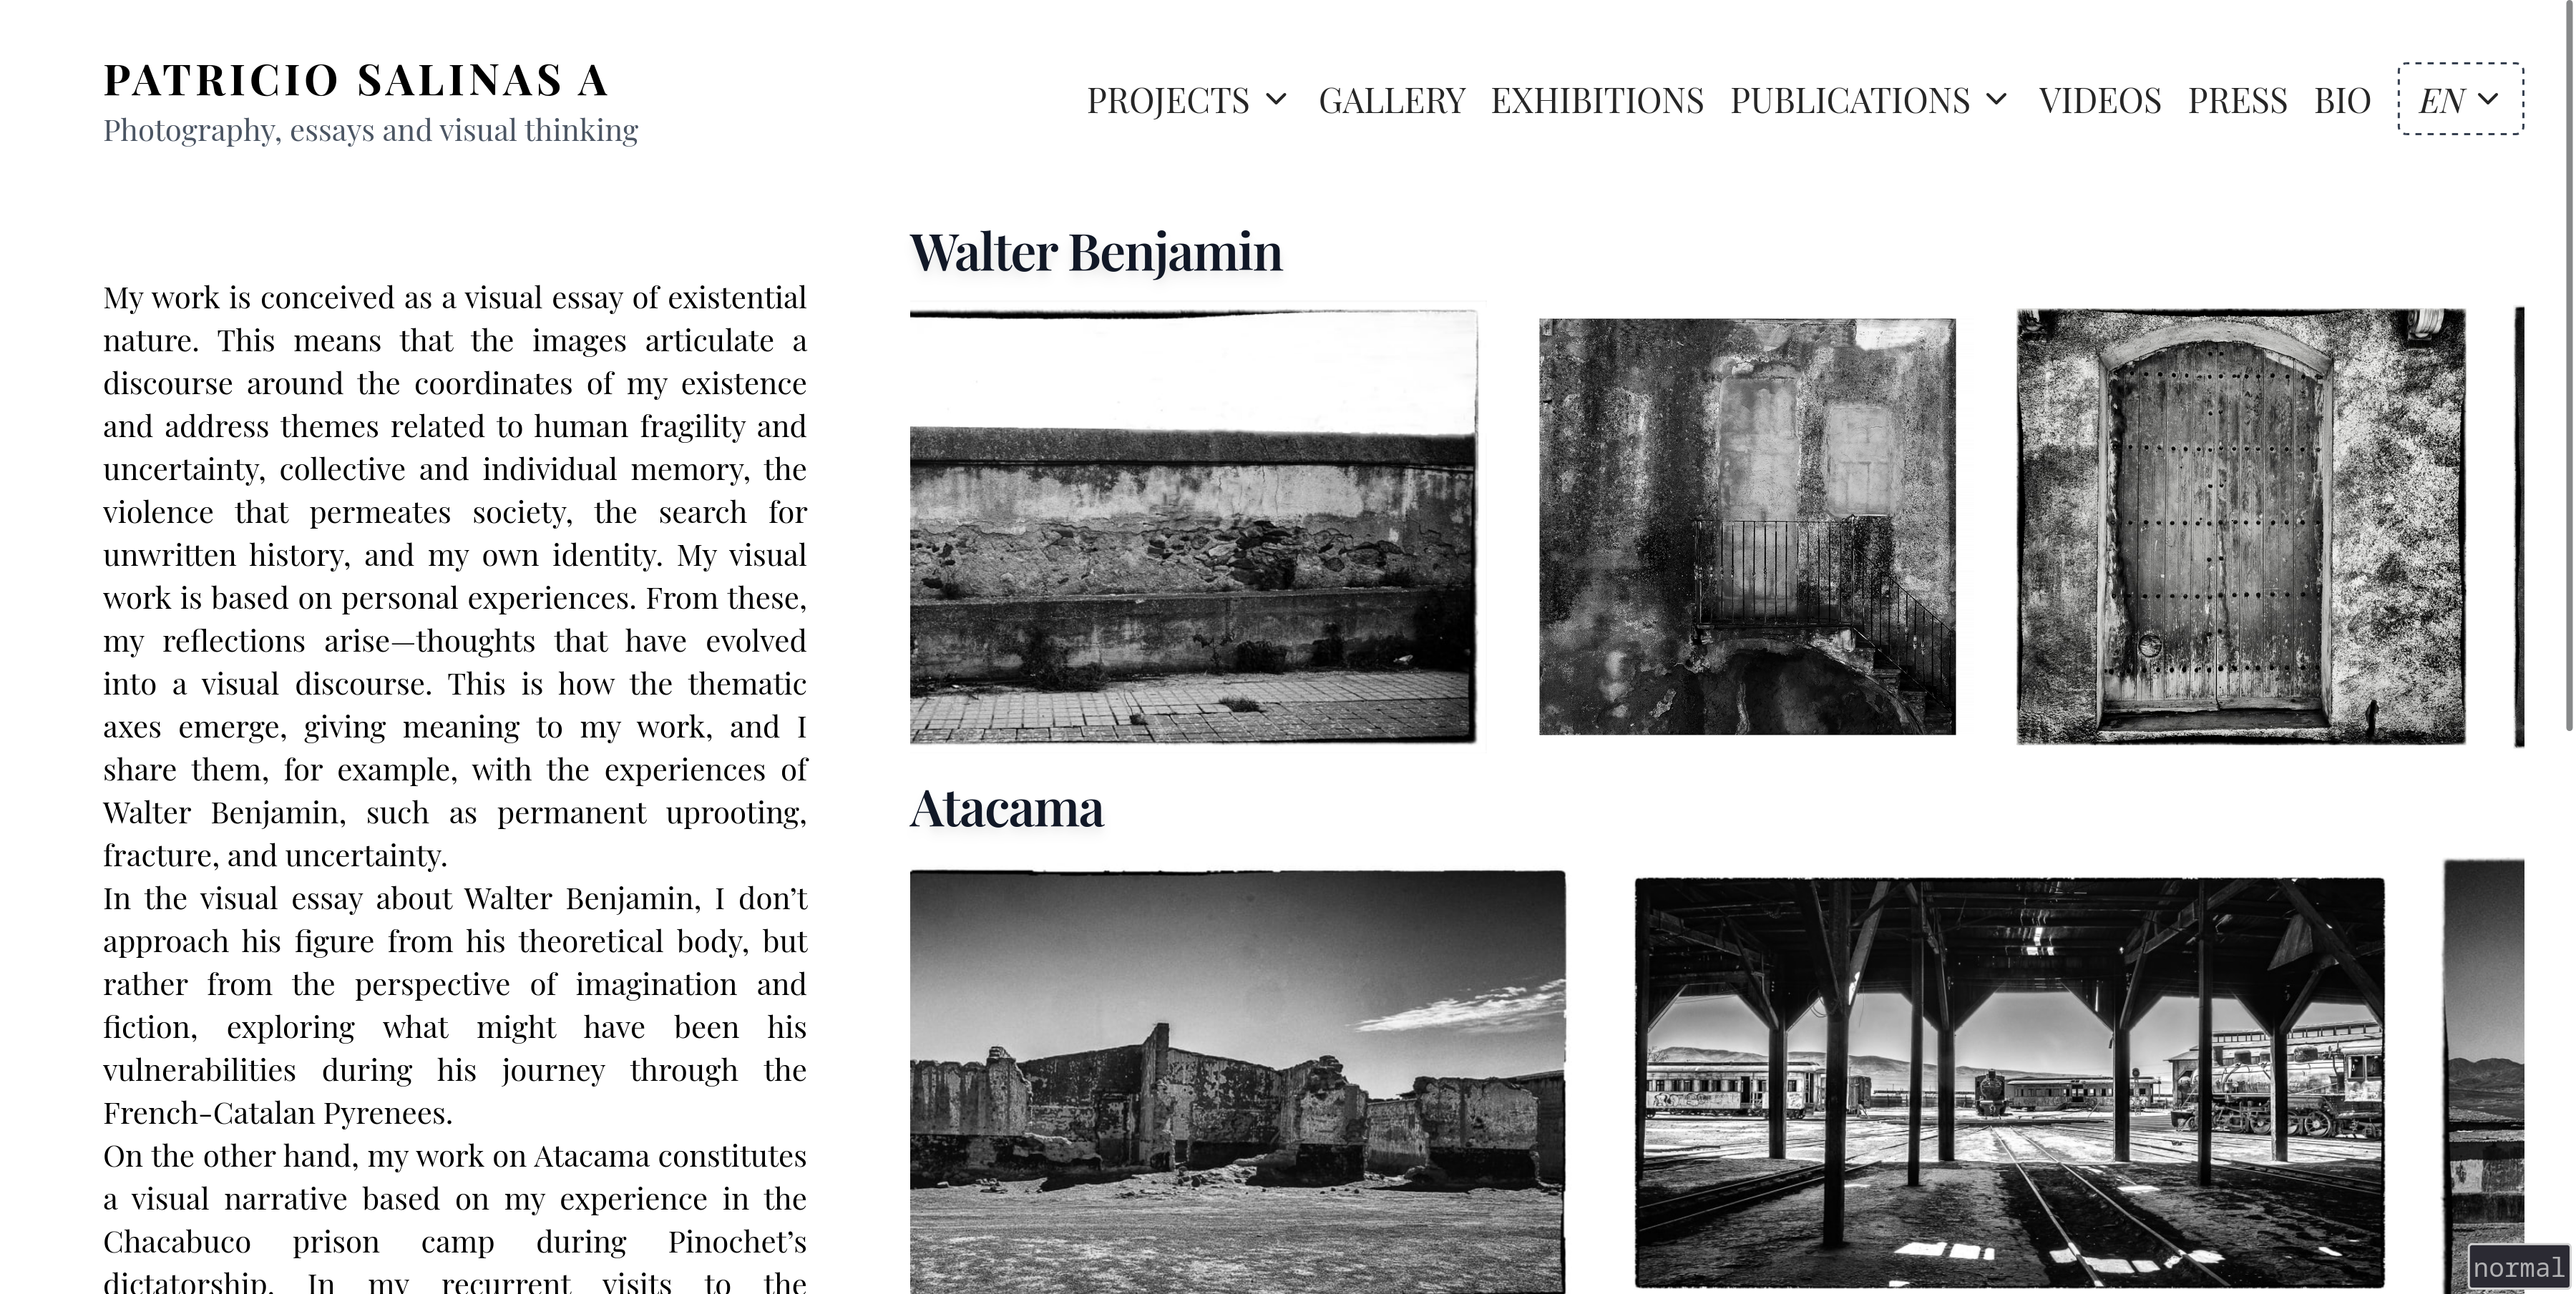 PATRICIO SALINAS A
Photography, essays and visual thinking
PROJECTS GALLERY EXHIBITIONS PUBLICATIONS VIDEOS PRESS BIO EN
My work is conceived as a visual essay of existential
nature. This means that the images articulate a
discourse around the coordinates of my existence
and address themes related to human fragility and
uncertainty, collective and individual memory, the
violence that permeates society, the search for
unwritten history, and my own identity. My visual
work is based on personal experiences. From these,
my reflections arise—thoughts that have evolved
into a visual discourse. This is how the thematic
axes emerge, giving meaning to my work, and I
share them, for example, with the experiences of
Walter Benjamin, such as permanent uprooting,
fracture, and uncertainty.
In the visual essay about Walter Benjamin, I don’t
approach his figure from his theoretical body, but
rather from the perspective of imagination and
fiction, exploring what might have been his
vulnerabilities during his journey through the
French-Catalan Pyrenees.
On the other hand, my work on Atacama constitutes
a visual narrative based on my experience in the
Chacabuco prison camp during Pinochet’s
dictatorship. In my recurrent visits to the
Walter Benjamin
Atacama
normal